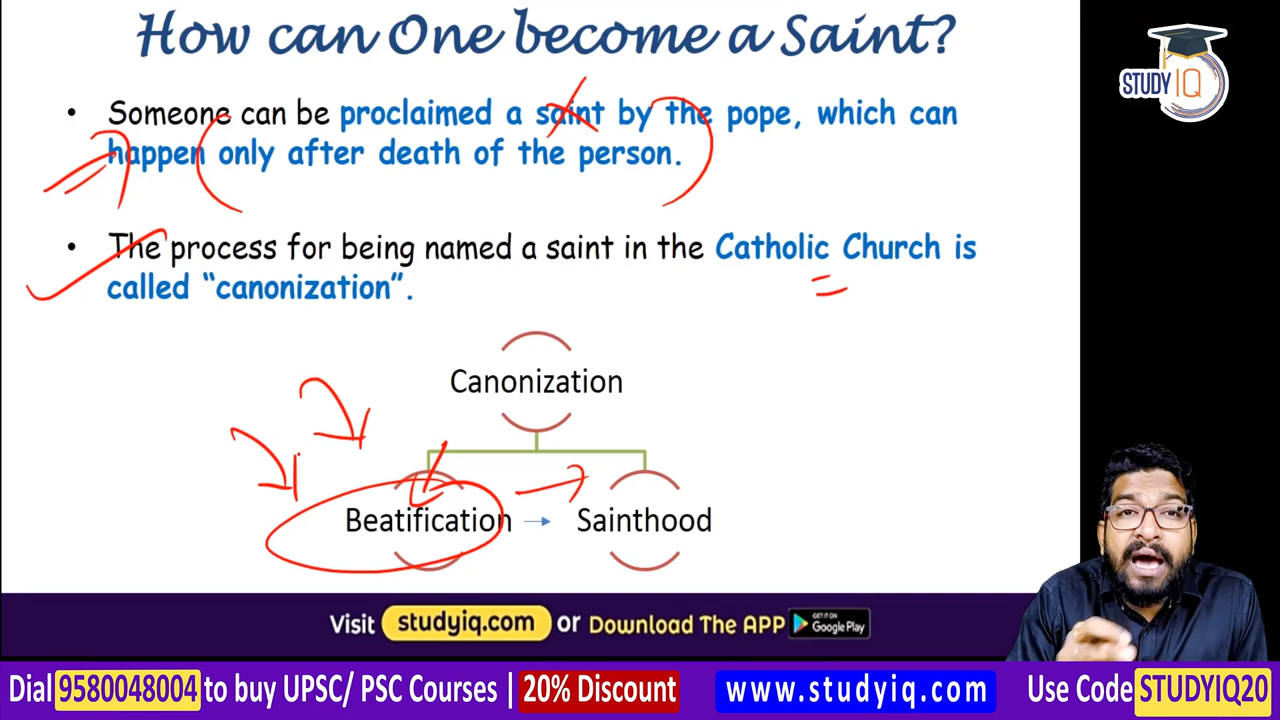 How can One become a Saint?
STUDY IQ
• Someone can be proclaimed a saint by the pope, which can
happen only after death of the person.
• The process for being named a saint in the Catholic Church is
called “canonization”.
Canonization
Beatification
Sainthood
Visit studyiq.com or Download The APP GET IT ON Google Play
Dial 9580048004 to buy UPSC/ PSC Courses | 20% Discount www.studyiq.com Use Code STUDYIQ20